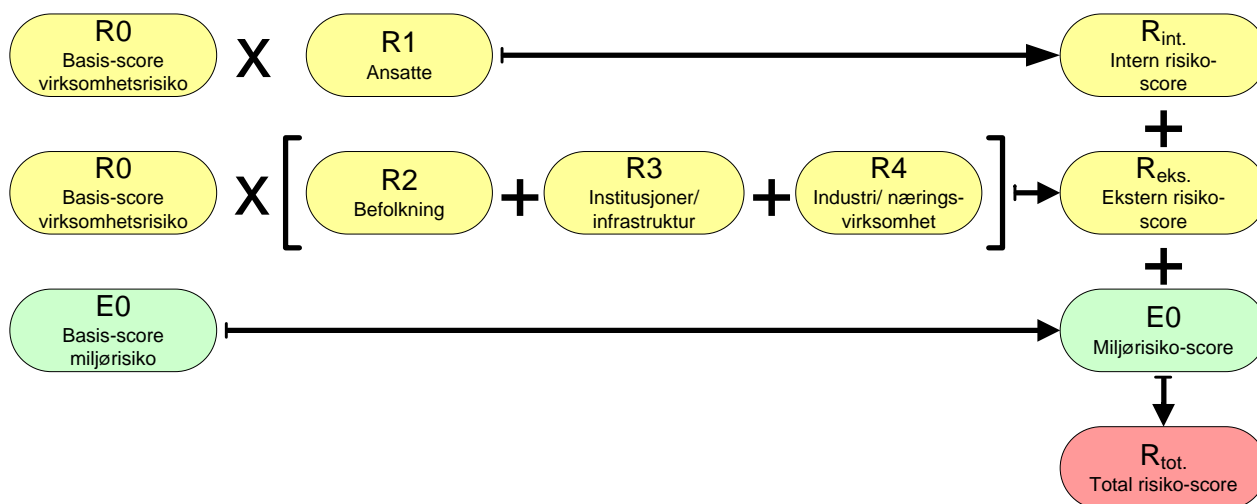 R0
Basis-score
virksomhetsrisiko
X
R1
Ansatte
Rint.
Intern risiko-
score
+
R0
Basis-score
virksomhetsrisiko
X
[
R2
Befolkning
+
R3
Institusjoner/
infrastruktur
+
R4
Industri/ nærings-
virksomhet
]
Reks.
Ekstern risiko-
score
+
E0
Basis-score
miljørisiko
E0
Miljørisiko-score
Rtot.
Total risiko-score